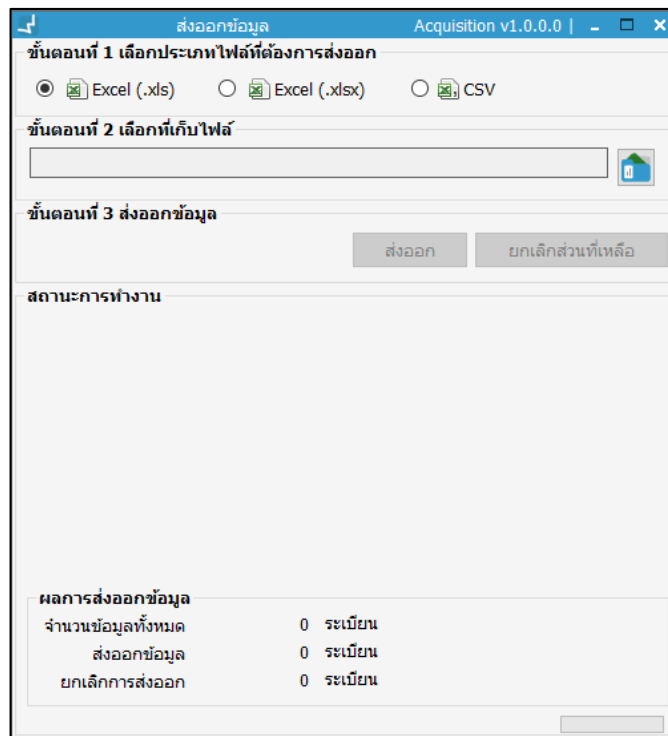 ส่งออกข้อมูล Acquisition v1.0.0.0 |
ขั้นตอนที่ 1 เลือกประเภทไฟล์ที่ต้องการส่งออก
Excel (.xls) Excel (.xlsx) CSV
ขั้นตอนที่ 2 เลือกที่เก็บไฟล์
ขั้นตอนที่ 3 ส่งออกข้อมูล
ส่งออก ยกเลิกส่วนที่เหลือ
สถานะการทำงาน
ผลการส่งออกข้อมูล
จำนวนข้อมูลทั้งหมด 0 ระเบียน
ส่งออกข้อมูล 0 ระเบียน
ยกเลิกการส่งออก 0 ระเบียน